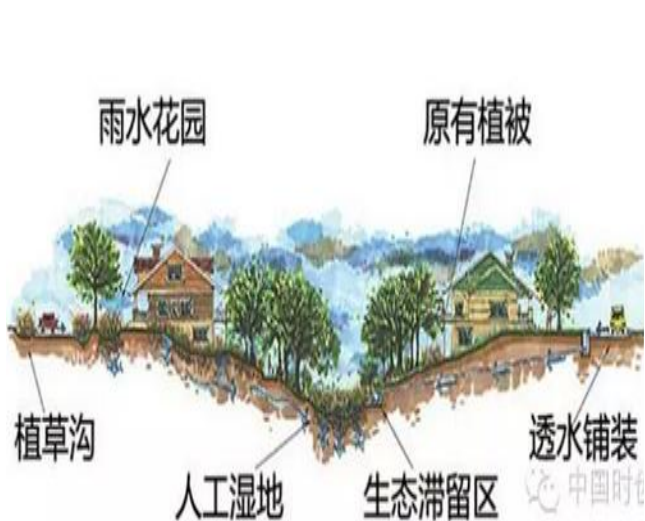 雨水花园
原有植被
植草沟
透水铺装
人工湿地
生态滞留区
中国时创